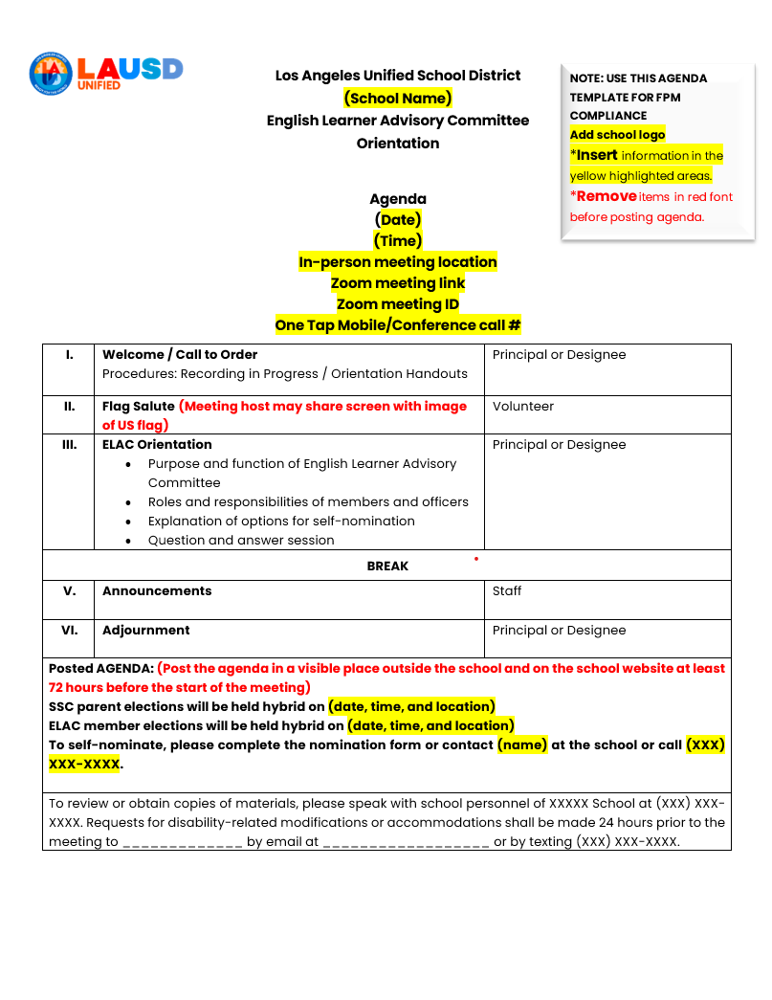 LAUSD
UNIFIED
Los Angeles Unified School District
(School Name)
English Learner Advisory Committee
Orientation
NOTE: USE THIS AGENDA
TEMPLATE FOR FPM
COMPLIANCE
Add school logo
*Insert information in the
yellow highlighted areas.
*Remove items in red font
before posting agenda.
Agenda
(Date)
(Time)
In-person meeting location
Zoom meeting link
Zoom meeting ID
One Tap Mobile/Conference call #
I. Welcome / Call to Order Principal or Designee
Procedures: Recording in Progress / Orientation Handouts
II. Flag Salute (Meeting host may share screen with image Volunteer
of US flag)
III. ELAC Orientation Principal or Designee
• Purpose and function of English Learner Advisory
Committee
• Roles and responsibilities of members and officers
• Explanation of options for self-nomination
• Question and answer session
BREAK
V. Announcements Staff
VI. Adjournment Principal or Designee
Posted AGENDA: (Post the agenda in a visible place outside the school and on the school website at least
72 hours before the start of the meeting)
SSC parent elections will be held hybrid on (date, time, and location)
ELAC member elections will be held hybrid on (date, time, and location)
To self-nominate, please complete the nomination form or contact (name) at the school or call (XXX)
XXX-XXXX.
To review or obtain copies of materials, please speak with school personnel of XXXXX School at (XXX) XXX-
XXXX. Requests for disability-related modifications or accommodations shall be made 24 hours prior to the
meeting to _____________ by email at __________________ or by texting (XXX) XXX-XXXX.